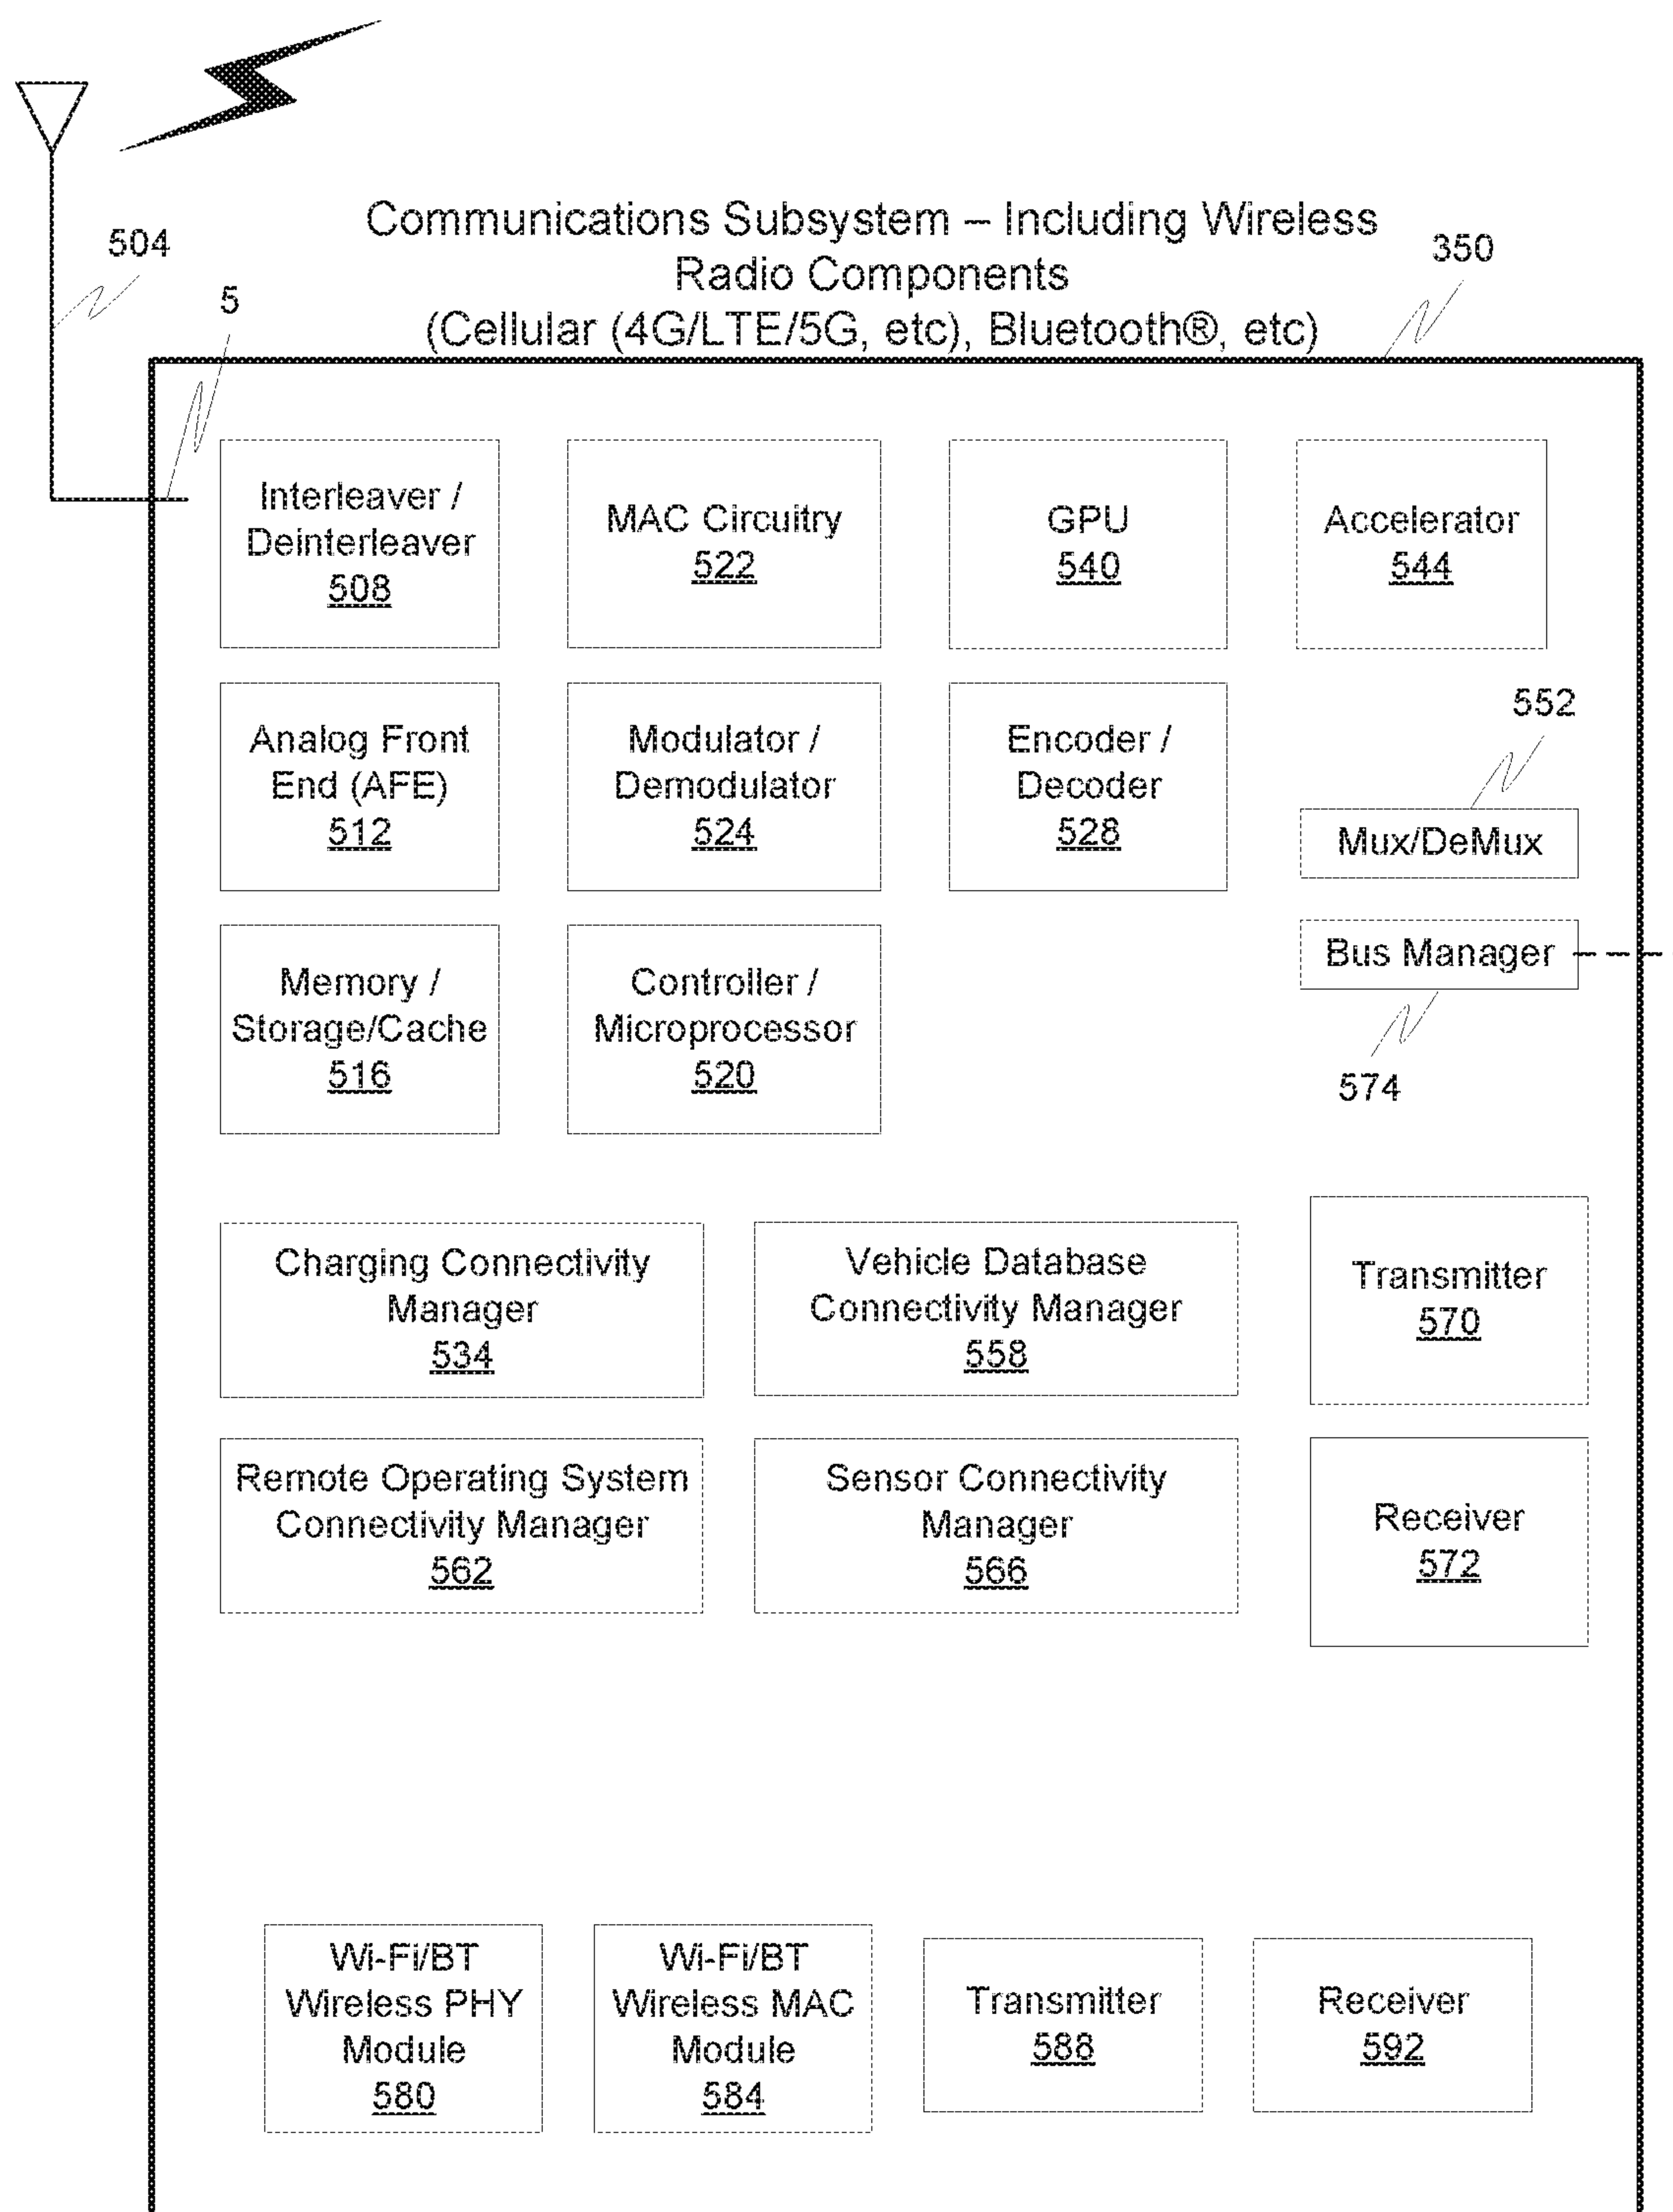 Communications Subsystem – Including Wireless
Radio Components
(Cellular (4G/LTE/5G, etc), Bluetooth®, etc)
504
5
350
Interleaver /
Deinterleaver
508
MAC Circuitry
522
GPU
540
Accelerator
544
Analog Front
End (AFE)
512
Modulator /
Demodulator
524
Encoder /
Decoder
528
552
Mux/DeMux
Bus Manager
574
Memory /
Storage/Cache
516
Controller /
Microprocessor
520
Charging Connectivity
Manager
534
Vehicle Database
Connectivity Manager
558
Transmitter
570
Remote Operating System
Connectivity Manager
562
Sensor Connectivity
Manager
566
Receiver
572
Wi-Fi/BT
Wireless PHY
Module
580
Wi-Fi/BT
Wireless MAC
Module
584
Transmitter
588
Receiver
592